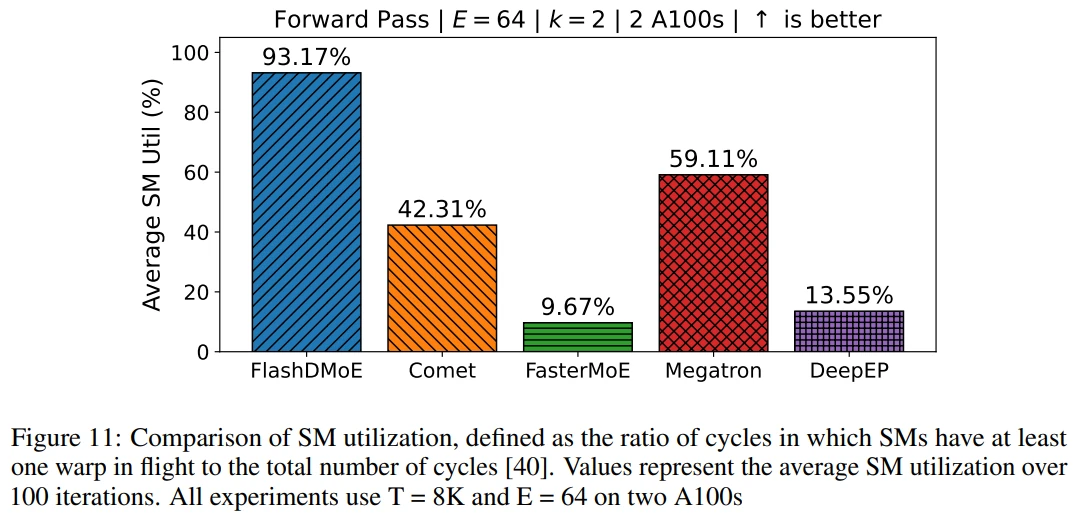 Forward Pass | E = 64 | k = 2 | 2 A100s | ↑ is better
Average SM Util (%)
100
80
60
40
20
0
93.17%
42.31%
9.67%
59.11%
13.55%
FlashDMoE
Comet
FasterMoE
Megatron
DeepEP
Figure 11: Comparison of SM utilization, defined as the ratio of cycles in which SMs have at least
one warp in flight to the total number of cycles [40]. Values represent the average SM utilization over
100 iterations. All experiments use T = 8K and E = 64 on two A100s